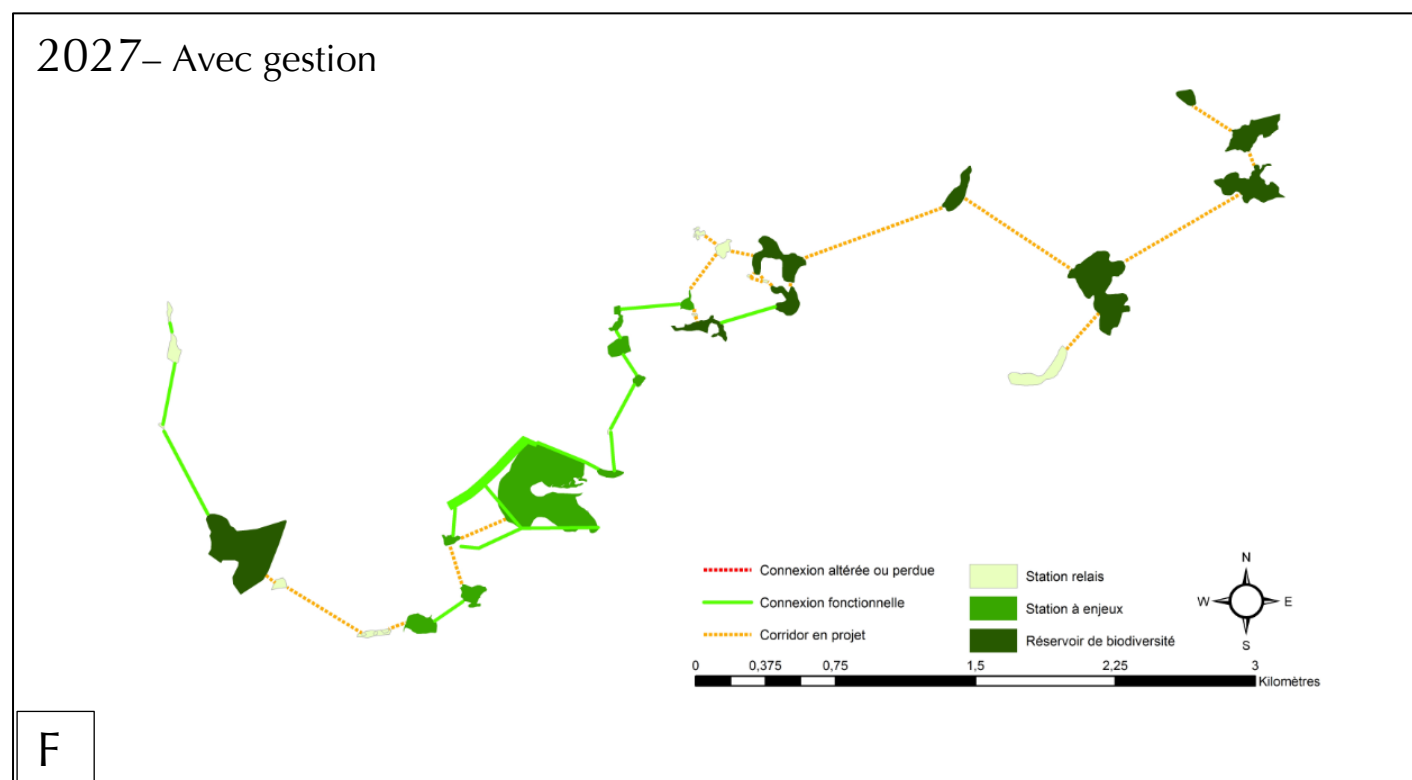 2027– Avec gestion
Connexion altérée ou perdue
Connexion fonctionnelle
Corridor en projet
Station relais
Station à enjeux
Réservoir de biodiversité
N
W E
S
0 0,375 0,75 1,5 2,25 3
Kilomètres
F